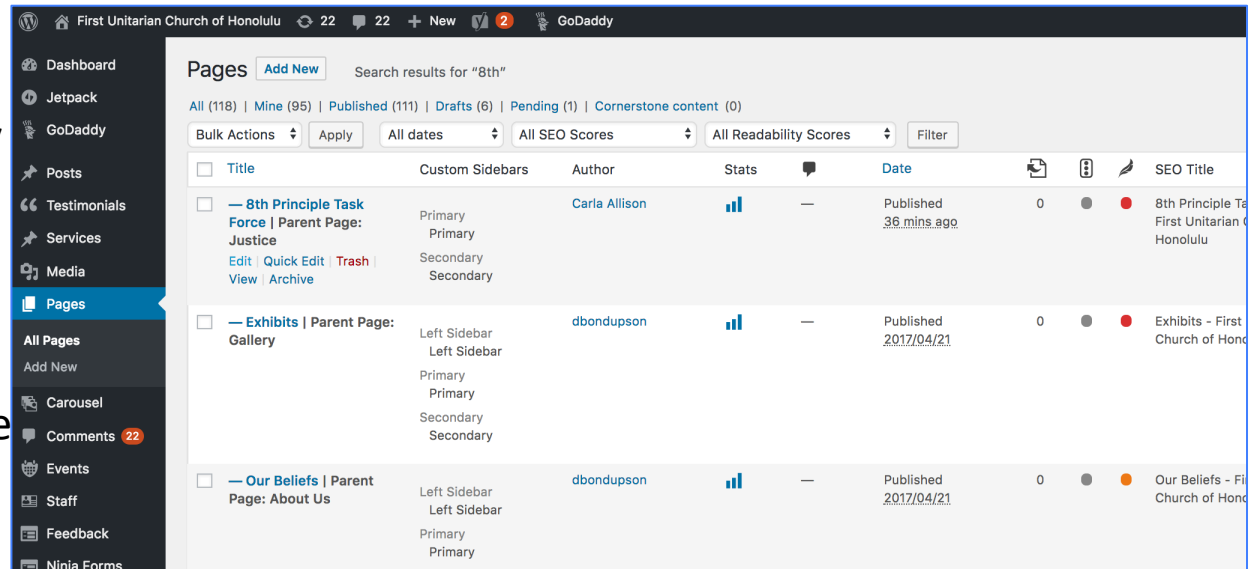 First Unitarian Church of Honolulu 22 22 + New 2 GoDaddy
Dashboard
Jetpack
GoDaddy
Posts
Testimonials
Services
Media
Pages
All Pages
Add New
Carousel
Comments 22
Events
Staff
Feedback
Ninja Forms
Pages Add New Search results for “8th”
All (118) | Mine (95) | Published (111) | Drafts (6) | Pending (1) | Cornerstone content (0)
Bulk Actions Apply All dates All SEO Scores All Readability Scores Filter
Title Custom Sidebars Author Stats Date SEO Title
— 8th Principle Task
Force | Parent Page:
Justice
Edit | Quick Edit | Trash |
View | Archive
Primary
Primary
Secondary
Secondary
Carla Allison
—
Published
36 mins ago
0
8th Principle Ta
First Unitarian
Honolulu
— Exhibits | Parent Page:
Gallery
Left Sidebar
Left Sidebar
Primary
Primary
Secondary
Secondary
dbondupson
—
Published
2017/04/21
0
Exhibits - First
Church of Hono
— Our Beliefs | Parent
Page: About Us
Left Sidebar
Left Sidebar
Primary
Primary
dbondupson
—
Published
2017/04/21
0
Our Beliefs - Fi
Church of Hono